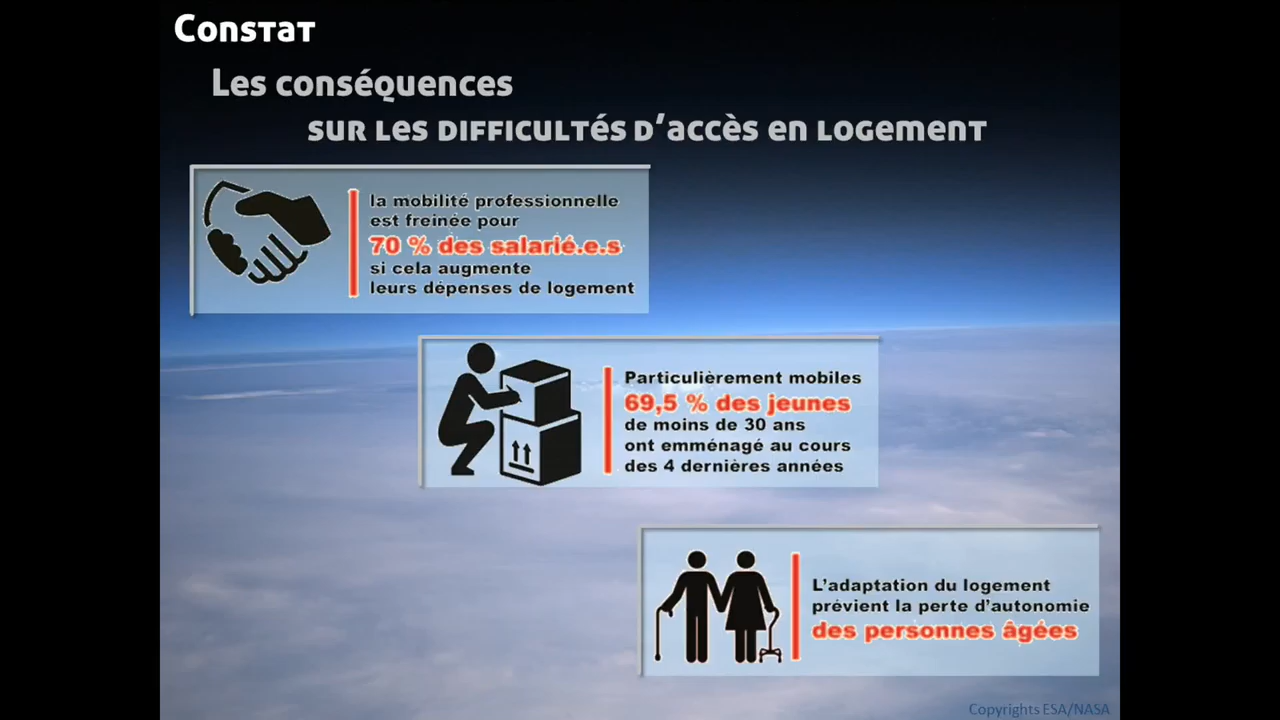 Constat
Les conséquences
sur les difficultés d'accès en logement
la mobilité professionnelle
est freinée pour
70 % des salarié.e.s
si cela augmente
leurs dépenses de logement
Particulièrement mobiles
69,5 % des jeunes
de moins de 30 ans
ont emménagé au cours
des 4 dernières années
L'adaptation du logement
prévient la perte d'autonomie
des personnes âgées
Copyrights ESA/NASA